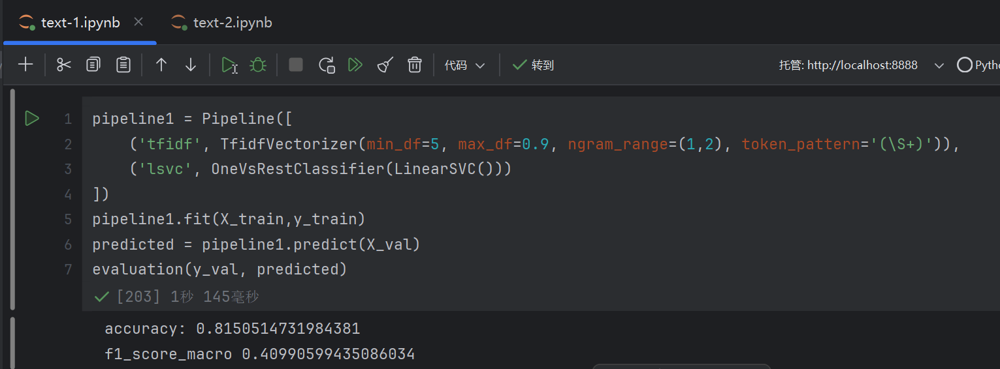 text-1.ipynb
text-2.ipynb
代码
转到
托管: http://localhost:8888
1 pipeline1 = Pipeline([
2 ('tfidf', TfidfVectorizer(min_df=5, max_df=0.9, ngram_range=(1,2), token_pattern='(\S+)')),
3 ('lsvc', OneVsRestClassifier(LinearSVC()))
4 ])
5 pipeline1.fit(X_train,y_train)
6 predicted = pipeline1.predict(X_val)
7 evaluation(y_val, predicted)
[203] 1秒 145毫秒
accuracy: 0.8150514731984381
f1_score_macro 0.40990599435086034